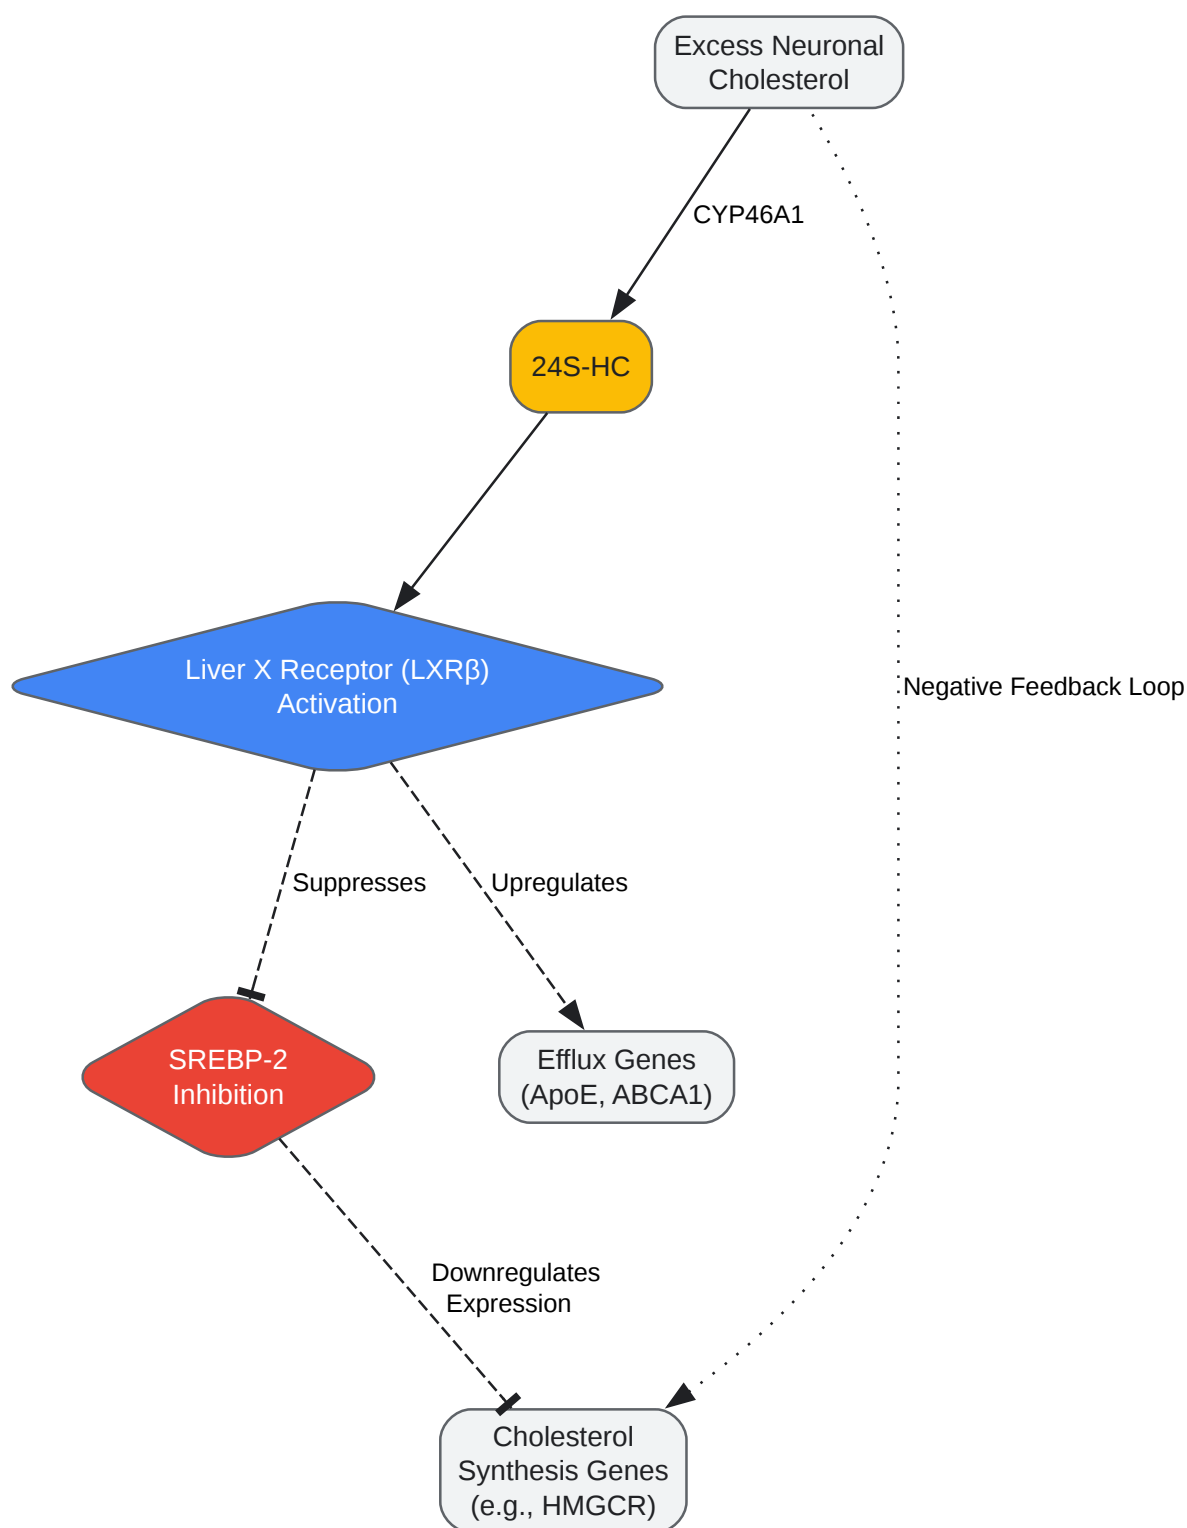 Excess Neuronal
Cholesterol
CYP46A1
24S-HC
Liver X Receptor (LXRβ)
Activation
Negative Feedback Loop
Suppresses
Upregulates
SREBP-2
Inhibition
Efflux Genes
(ApoE, ABCA1)
Downregulates
Expression
Cholesterol
Synthesis Genes
(e.g., HMGCR)